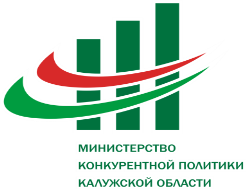 МИНИСТЕРСТВО
КОНКУРЕНТНОЙ ПОЛИТИКИ
КАЛУЖСКОЙ ОБЛАСТИ